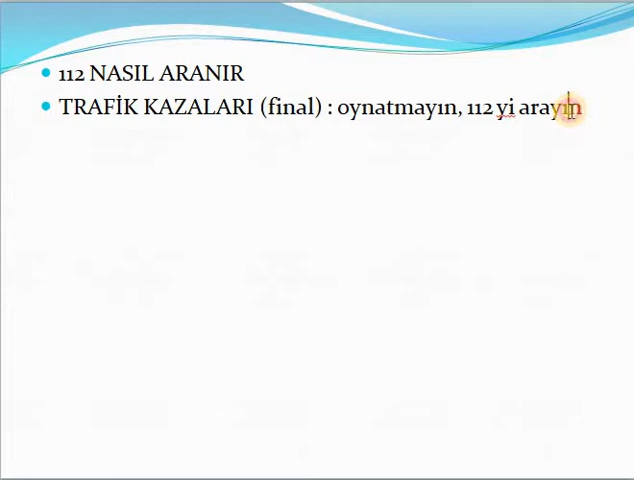 112 NASIL ARANIR
TRAFİK KAZALARI (final) : oynatmayın, 112 yi arayın